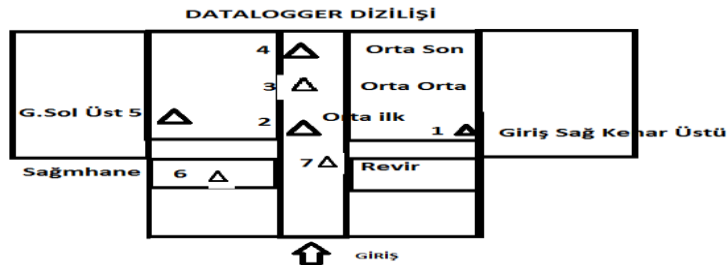 DATALOGGER DİZİLİŞİ
4 Orta Son
3 Orta Orta
G.Sol Üst 5 2 Orta ilk 1 Giriş Sağ Kenar Üstü
Sağmhane 6 7 Revir
GİRİŞ